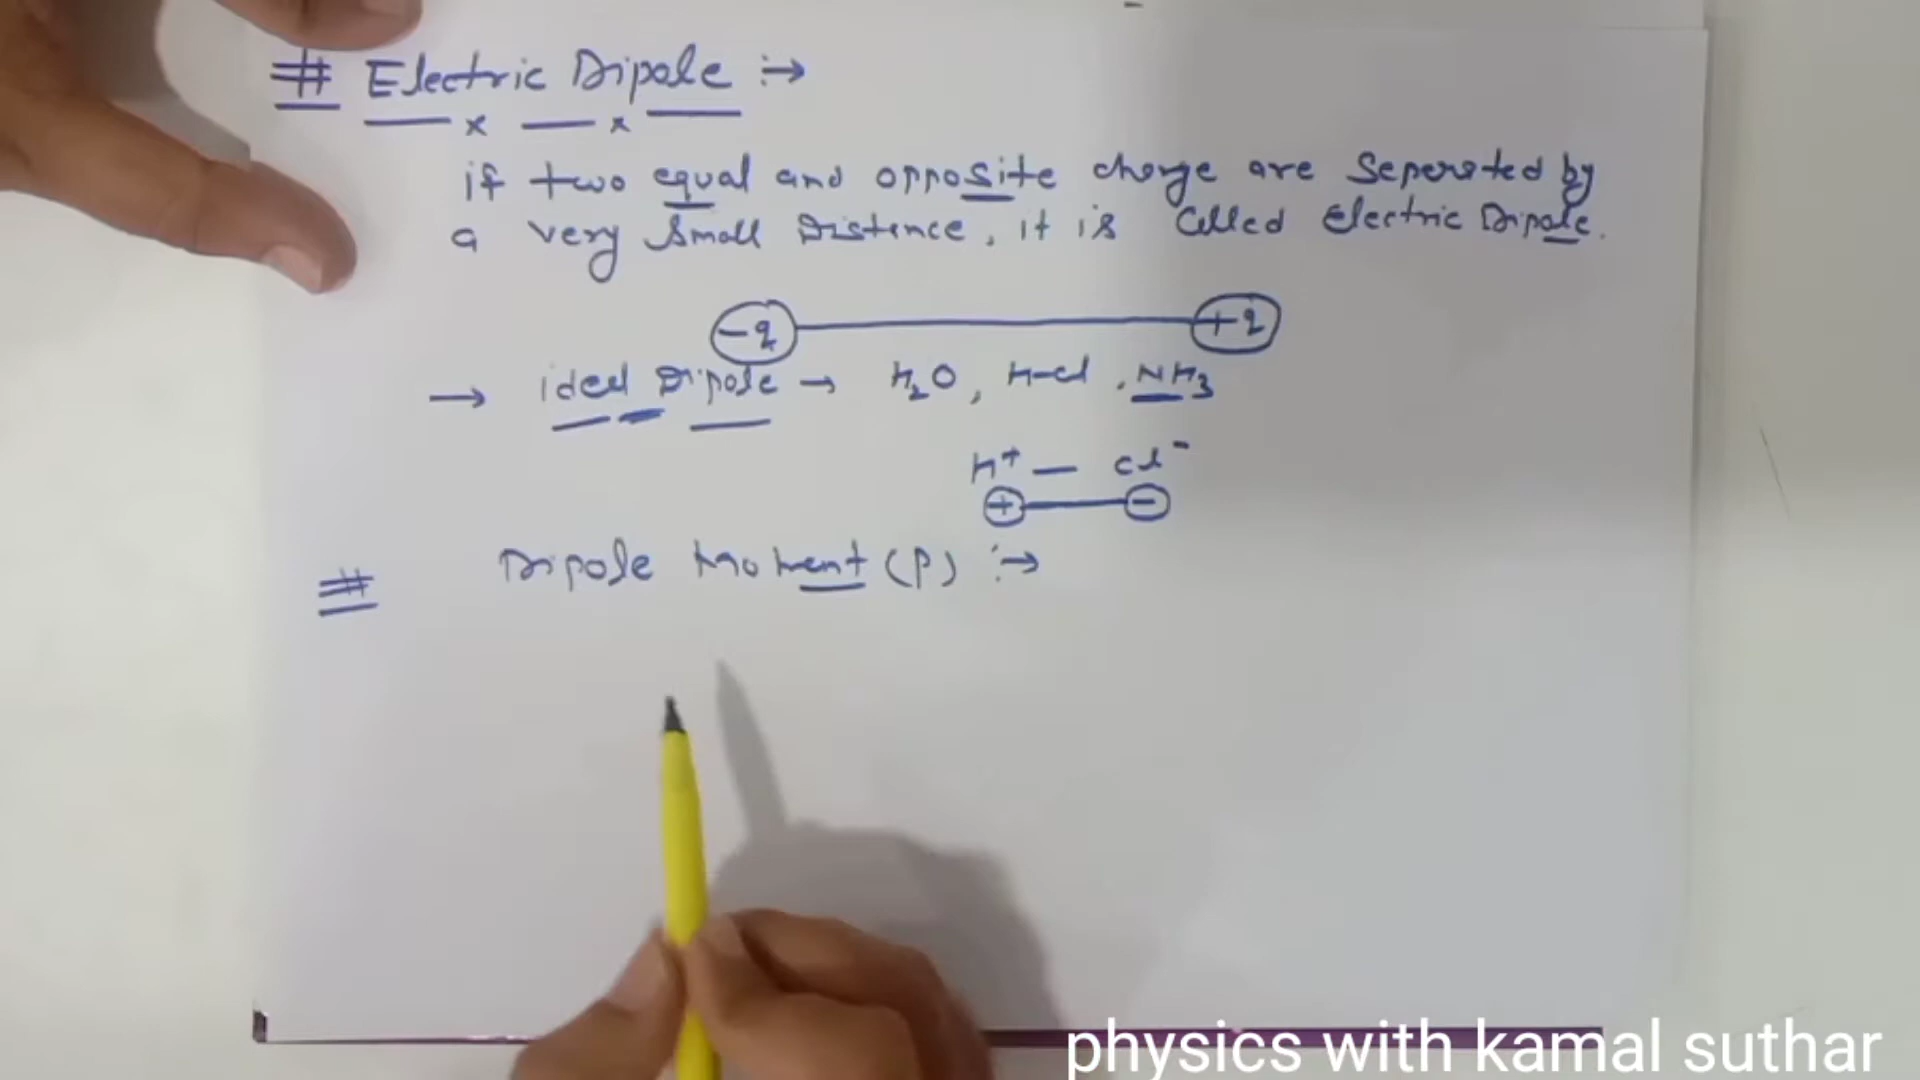 # Electric Dipole :→
if two equal and opposite charge are Seperated by
a very Small Distance, it is Called Electric Dipole.
-q +q
→ ideal Dipole → H₂O, H-Cl, NH₃
H⁺ — Cl⁻
+ -
# Dipole Moment (P) :→
physics with kamal suthar